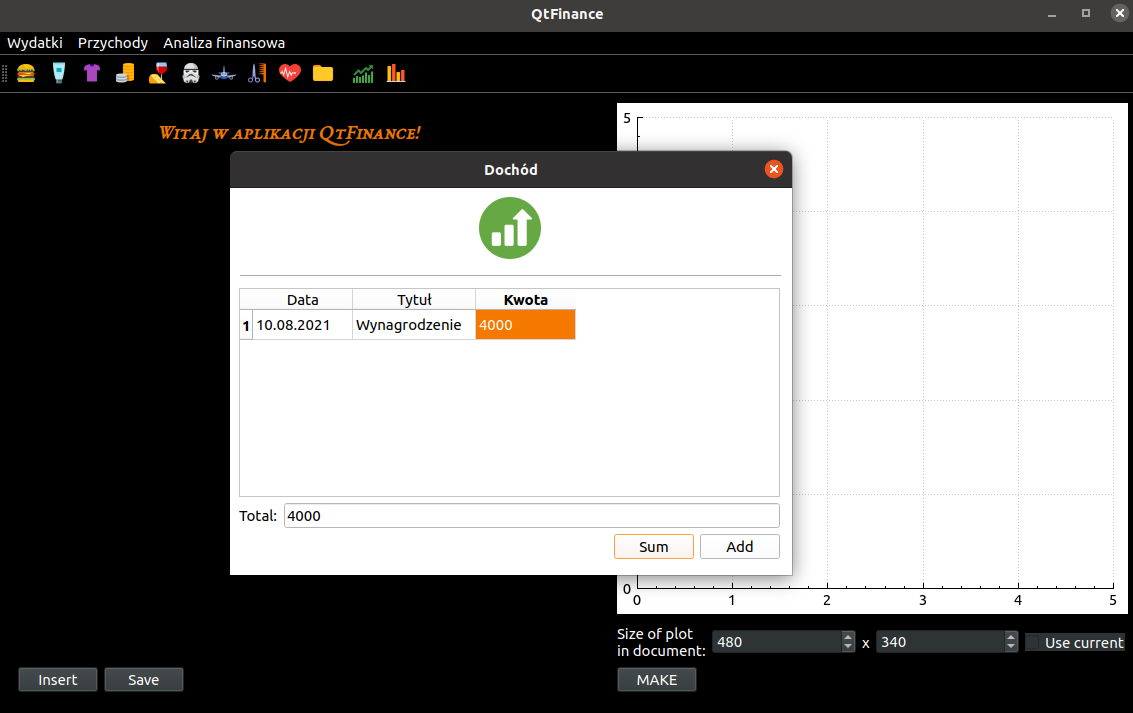 QtFinance
Wydatki Przychody Analiza finansowa
Witaj w aplikacji QtFinance!
5
Dochód
Data Tytuł Kwota
1 10.08.2021 Wynagrodzenie 4000
Total: 4000
Sum Add
0
0 1 2 3 4 5
Size of plot
in document: 480 x 340 Use current
Insert Save MAKE